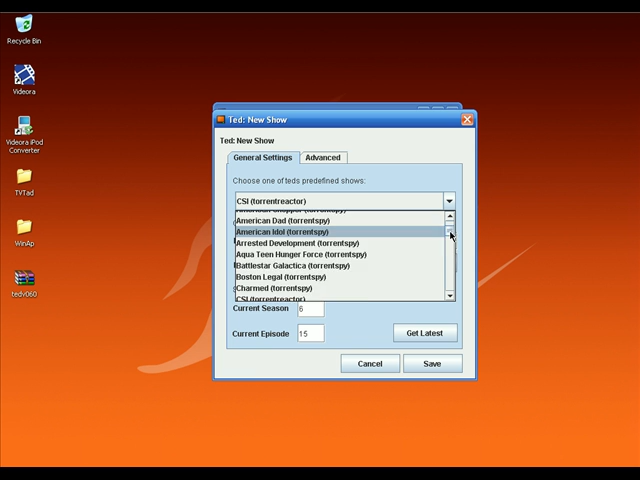 Recycle Bin
Videora
Videora iPod
Converter
TVTad
WinAp
tedv060
Ted: New Show
Ted: New Show
General Settings
Advanced
Choose one of teds predefined shows:
CSI (torrentreactor)
American Dad (torrentspy)
American Idol (torrentspy)
Arrested Development (torrentspy)
Aqua Teen Hunger Force (torrentspy)
Battlestar Galactica (torrentspy)
Boston Legal (torrentspy)
Charmed (torrentspy)
CSI (torrentreactor)
Current Season 6
Current Episode 15
Get Latest
Cancel
Save